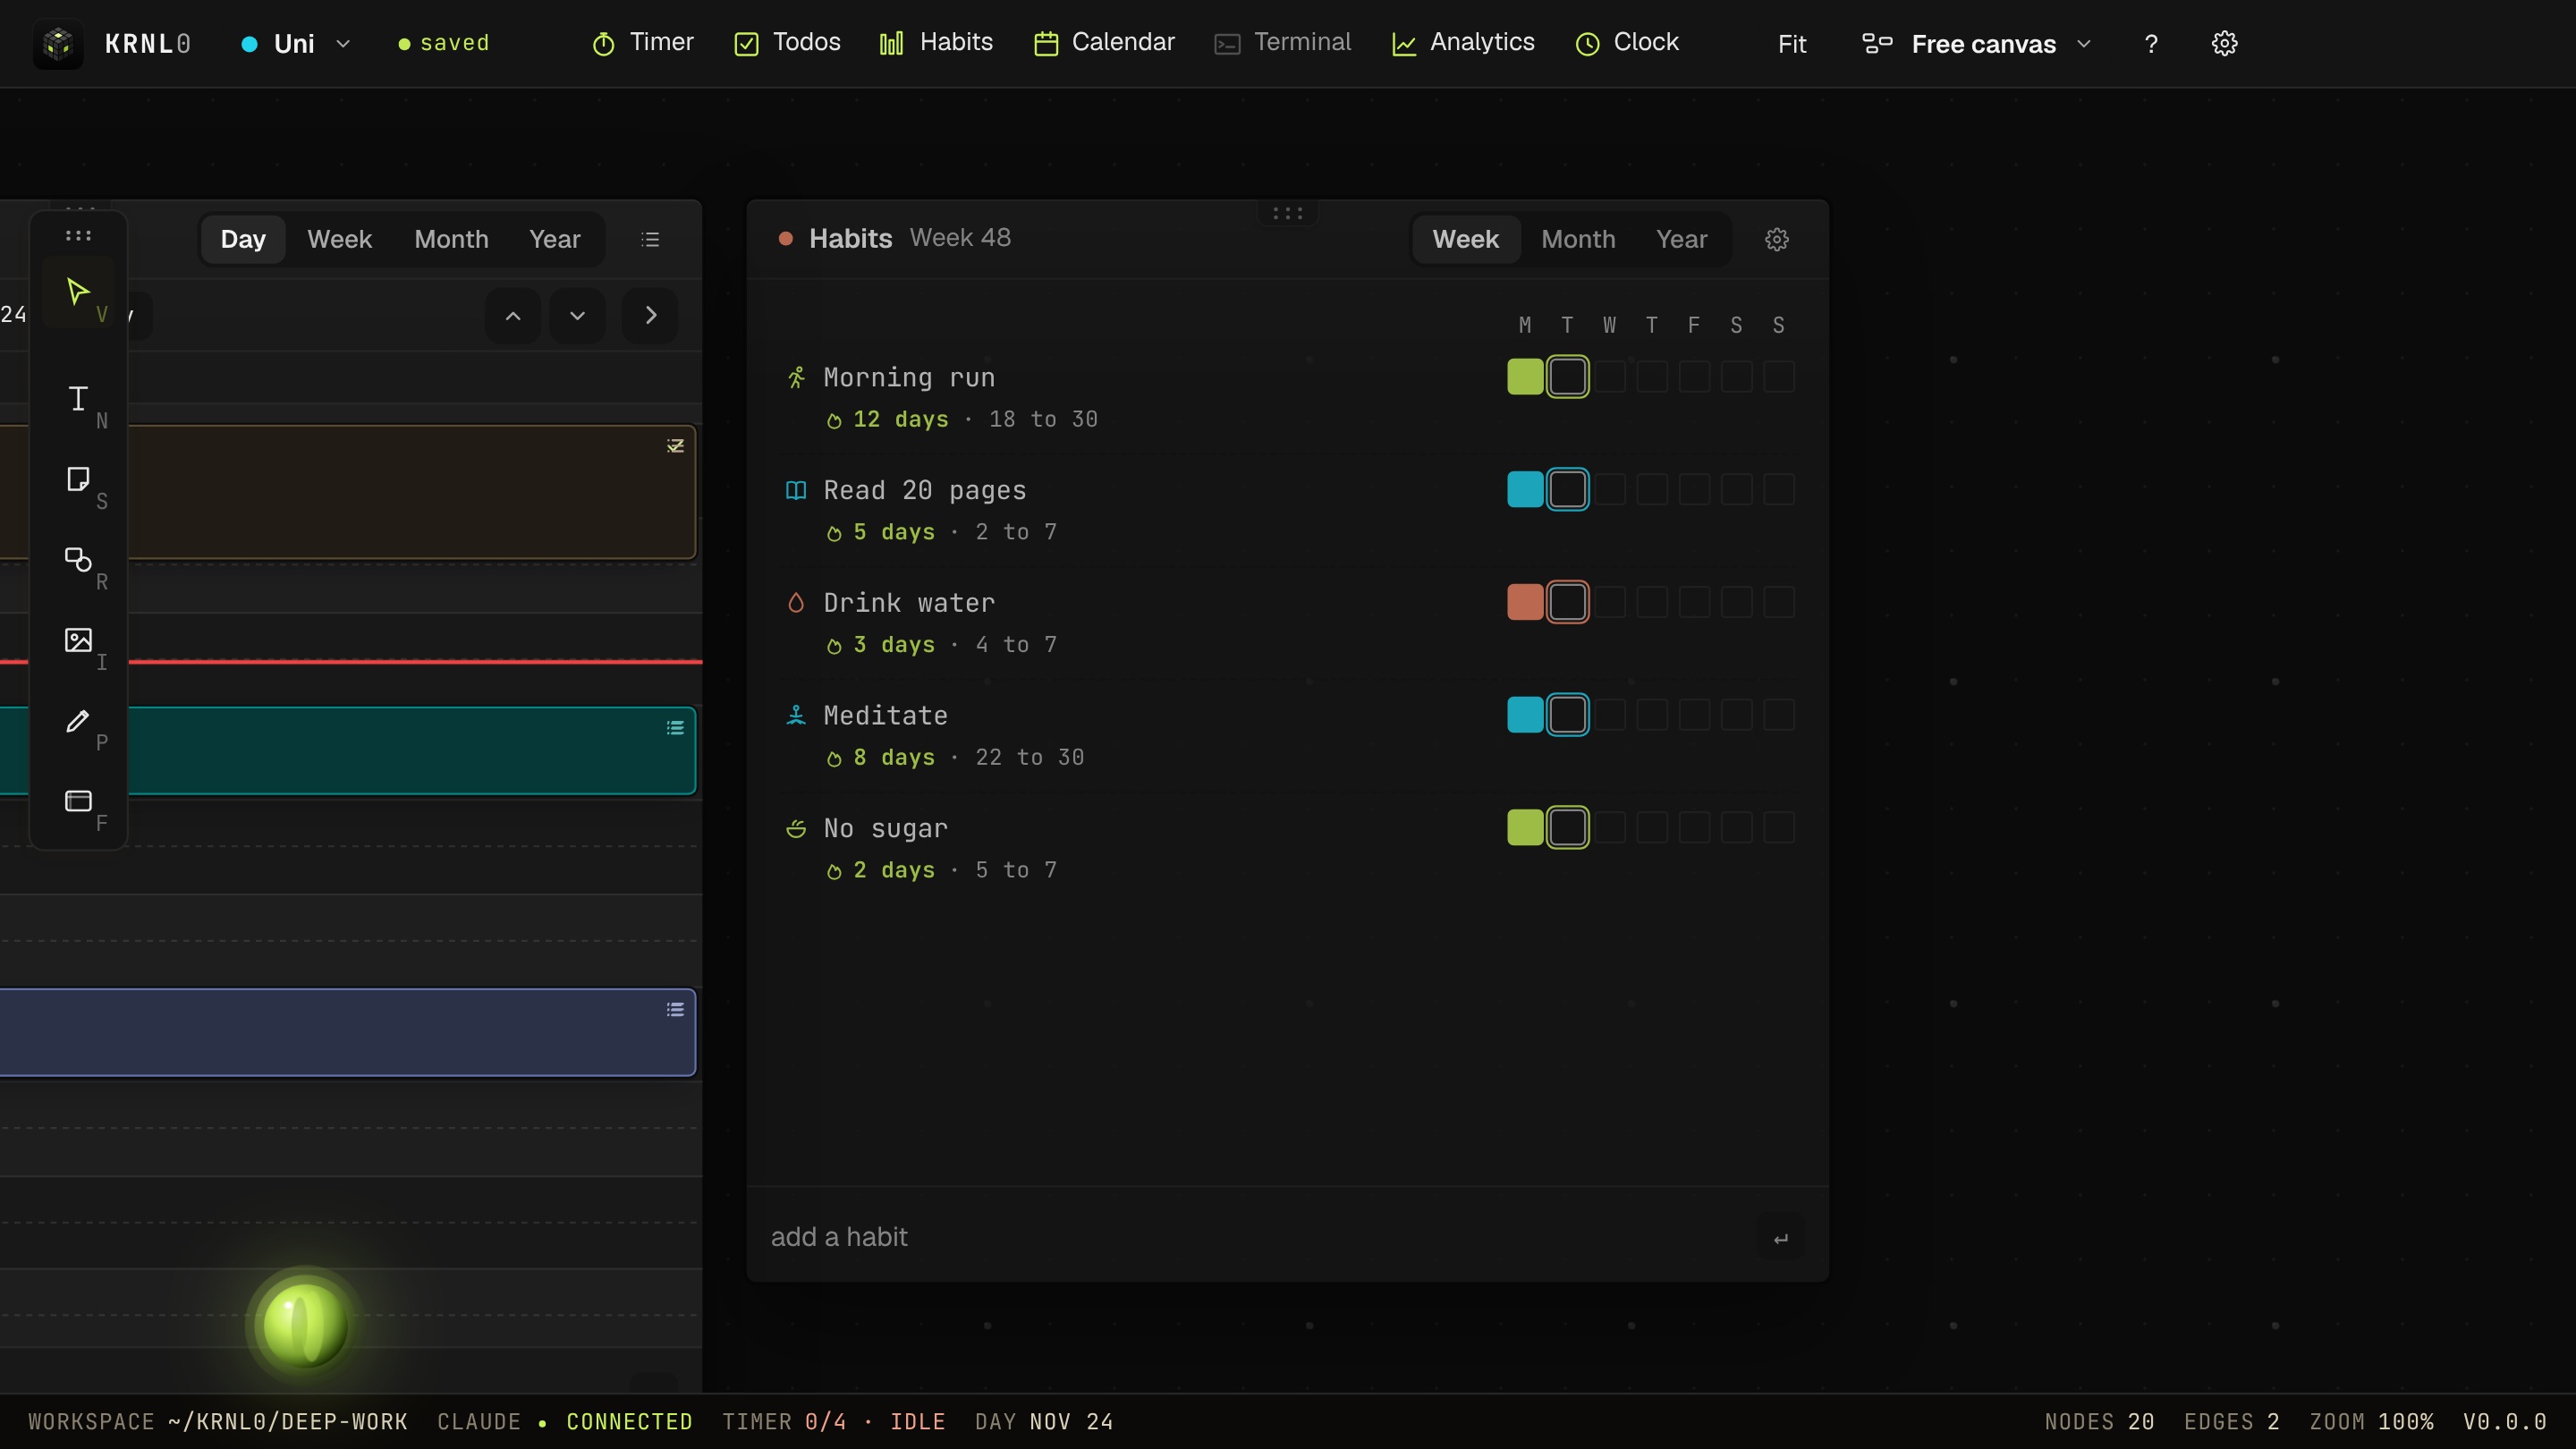 KRNL0 Uni saved Timer Todos Habits Calendar Terminal Analytics Clock Fit Free canvas ?
Day Week Month Year
24
V
N
S
R
I
P
F
Habits Week 48 Week Month Year
M T W T F S S
Morning run
12 days · 18 to 30
Read 20 pages
5 days · 2 to 7
Drink water
3 days · 4 to 7
Meditate
8 days · 22 to 30
No sugar
2 days · 5 to 7
add a habit
WORKSPACE ~/KRNL0/DEEP-WORK CLAUDE • CONNECTED TIMER 0/4 · IDLE DAY NOV 24 NODES 20 EDGES 2 ZOOM 100% V0.0.0